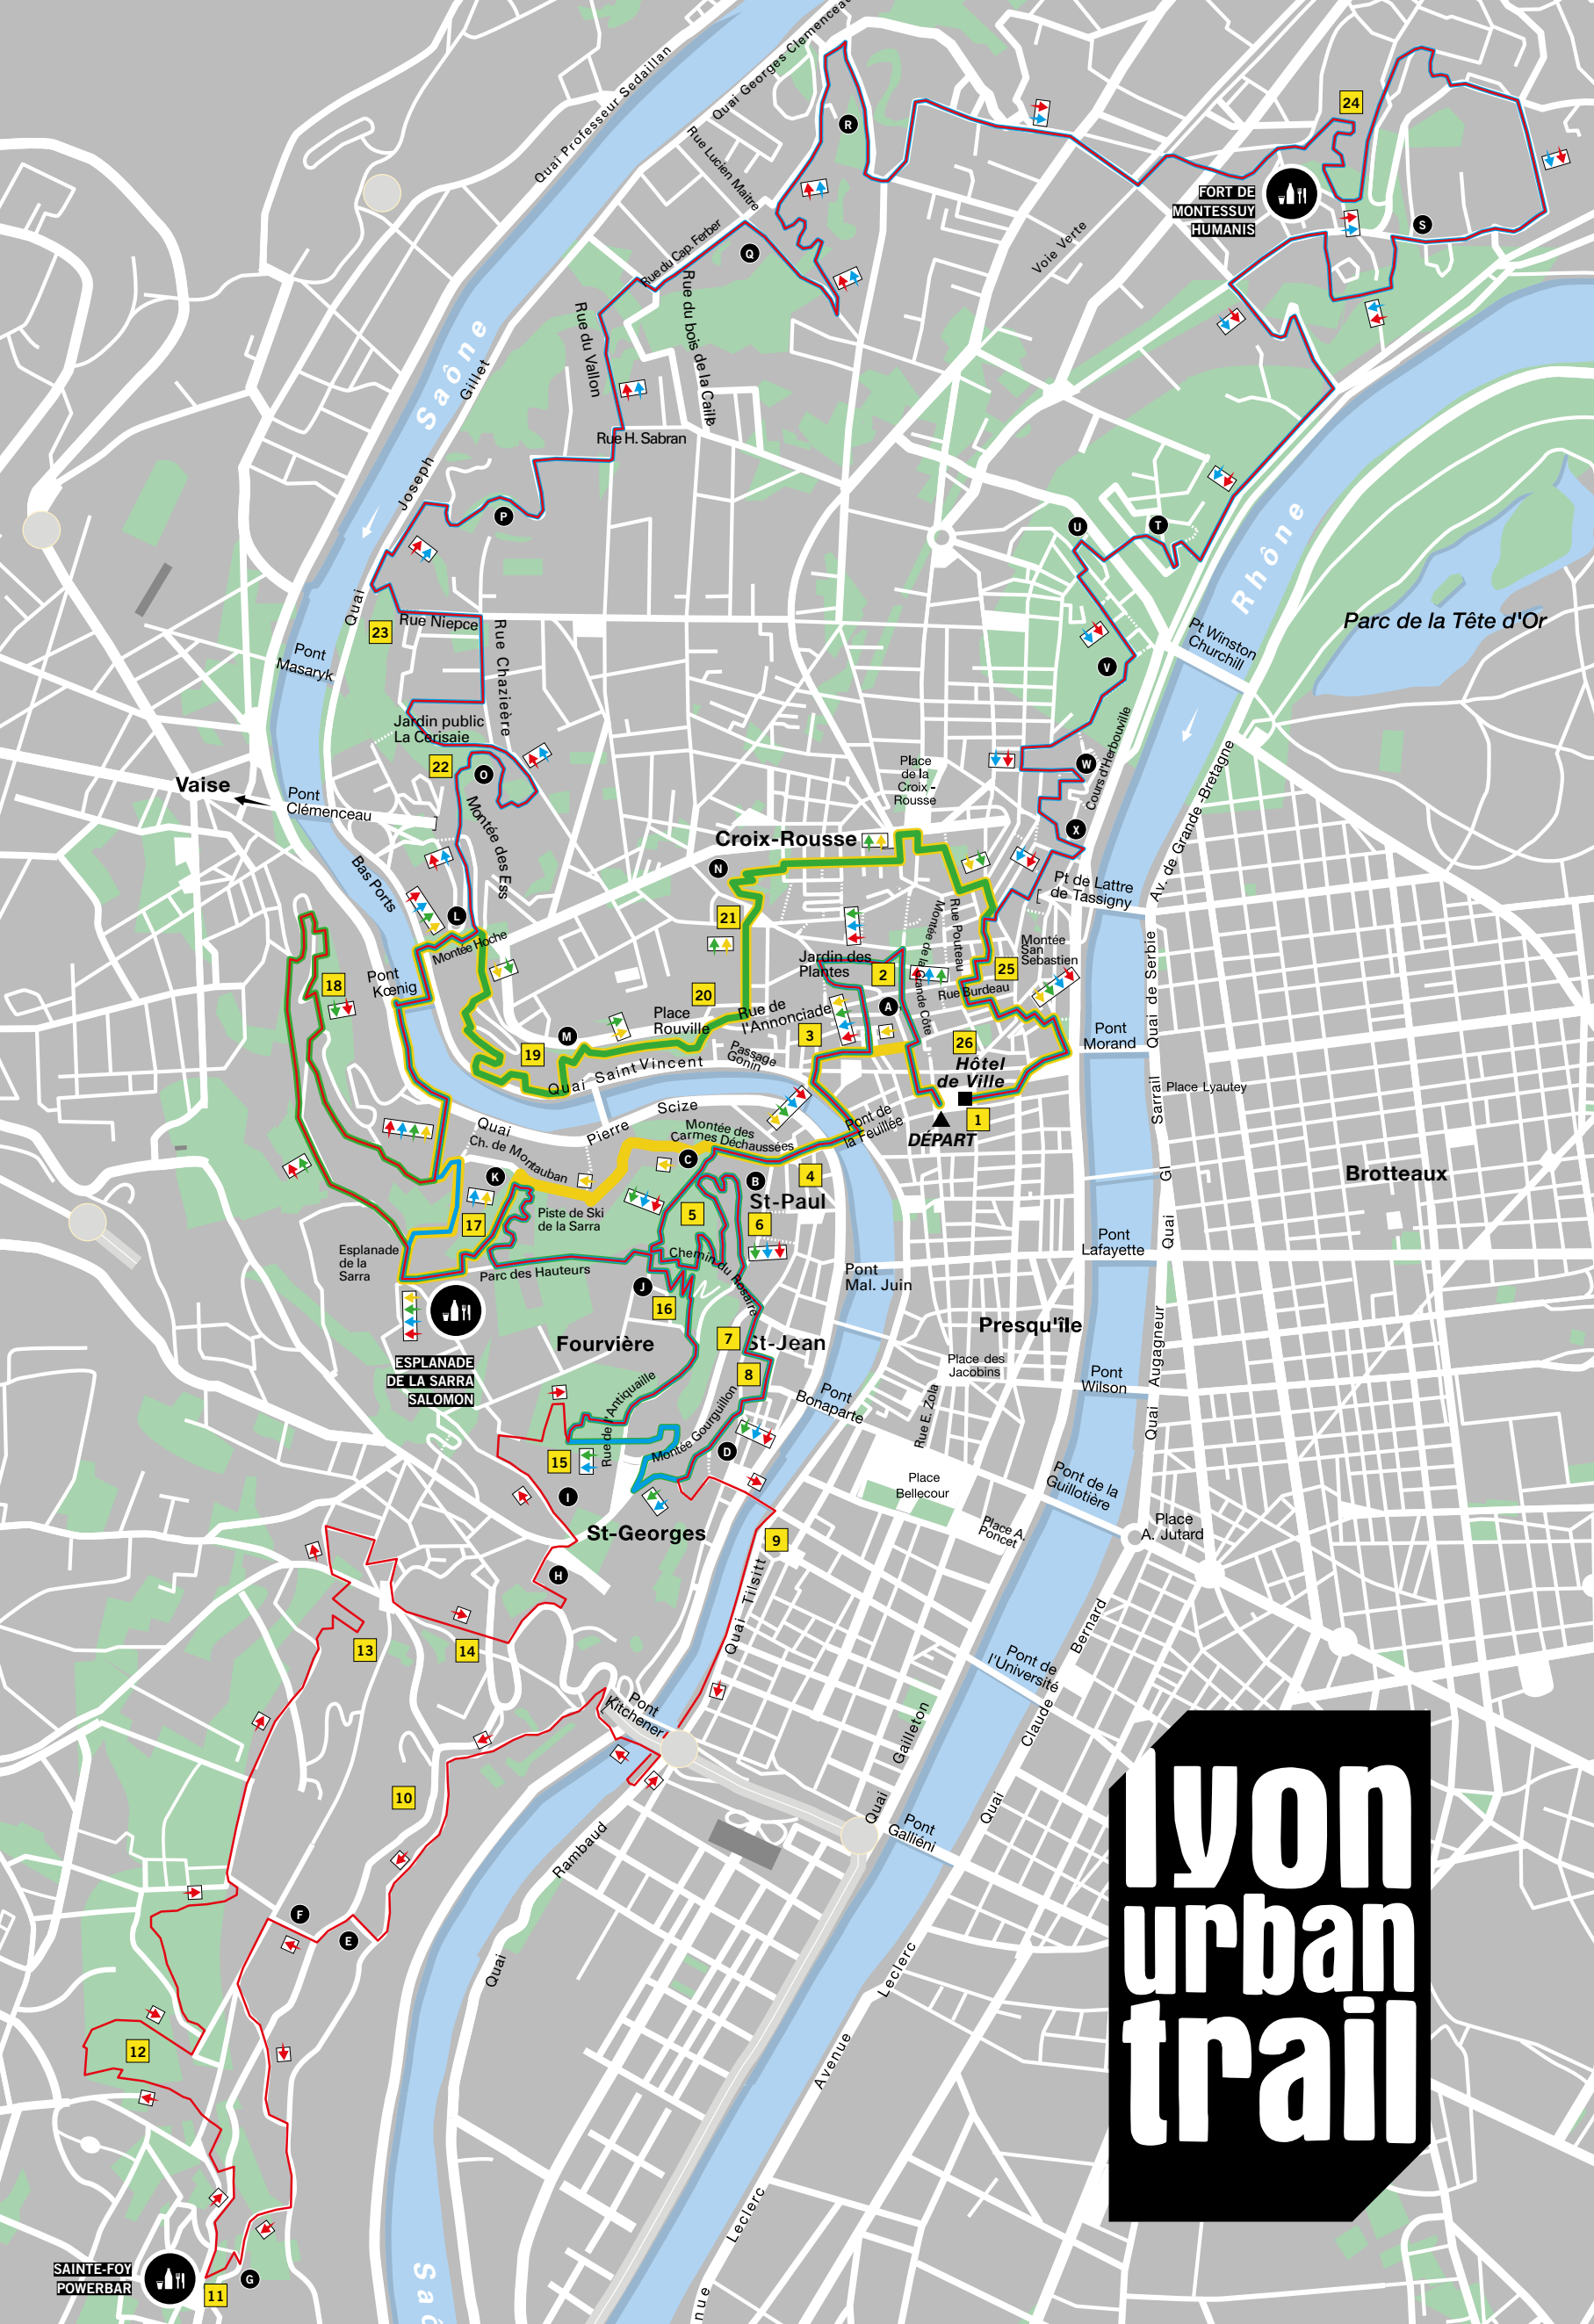 Quai Professeur Sedaillan
Quai Georges Clemenceau
Rue Lucien Maitre
R
24
FORT DE
MONTESSUY
HUMANIS
S
Voie Verte
Rue du Cap. Ferber
Q
Rue du bois de la Caille
Rue du Vallon
Saône
Gillet
Rue H. Sabran
Joseph
P
U
T
Rhône
Quai
23
Rue Niepce
Rue Chazieère
Pont
Masaryk
Parc de la Tête d'Or
Pt Winston
Churchill
V
Jardin public
La Cerisaie
22
O
Place
de la
Croix -
Rousse
W
Cours d'Herbouville
Av. de Grande -Bretagne
Vaise
Pont
Clémenceau
Montée des Ess
X
Croix-Rousse
N
Bas Ports
Pt de Lattre
de Tassigny
L
21
Montée Hoche
Rue Pouteau
Montée de la Grande Côte
Montée
San
Sebastien
Jardin des
Plantes
2
25
18
Pont
Kœnig
20
Place
Rouville
Rue de
l'Annonciade
A
Rue Burdeau
Quai de Serbie
M
3
26
Pont
Morand
19
Passage
Gonin
Hôtel
de Ville
Quai Saint Vincent
Place Lyautey
Sarrail
Scize
Quai
Pierre
1
DÉPART
Pont de
la Feuillée
Montée des
Carmes Déchaussées
Ch. de Montauban
C
K
B
4
St-Paul
Gl
Brotteaux
17
Piste de Ski
de la Sarra
5
6
Quai
Pont
Lafayette
Esplanade
de la
Sarra
Chemin du Rosaire
Parc des Hauteurs
Pont
Mal. Juin
J
16
Presqu'île
Fourvière
7
St-Jean
Augagneur
ESPLANADE
DE LA SARRA
SALOMON
8
Place des
Jacobins
Pont
Wilson
Pont
Bonaparte
Rue E. Zola
Rue de l'Antiquaille
Montée Gourguillon
Quai
15
D
Place
Bellecour
Pont de la
Guillotière
I
St-Georges
Place A.
Poncet
Place
A. Jutard
9
H
Quai Tilsitt
Bernard
13
14
Pont de
l'Université
Pont
Kitchener
Claude
Gailleton
10
Quai
Quai
Pont
Galliéni
Rambaud
F
E
Quai
Leclerc
12
Avenue
Leclerc
SAINTE-FOY
POWERBAR
G
11
lyon
urban
trail